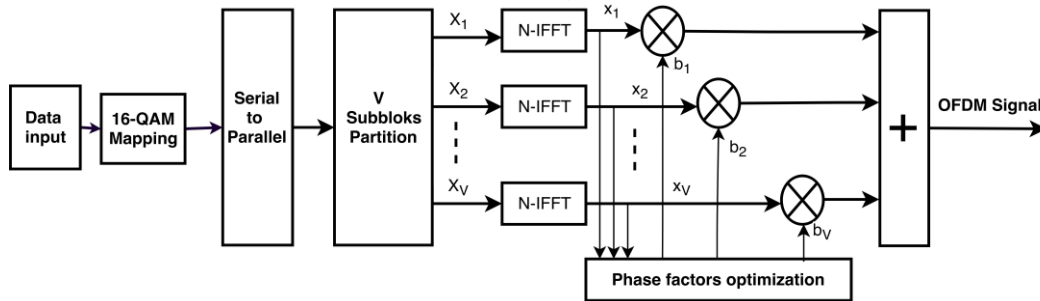 Data
input
16-QAM
Mapping
Serial
to
Parallel
V
Subbloks
Partition
X1
X2
XV
N-IFFT
N-IFFT
N-IFFT
x1
x2
xV
b1
b2
bV
+
OFDM Signal
Phase factors optimization